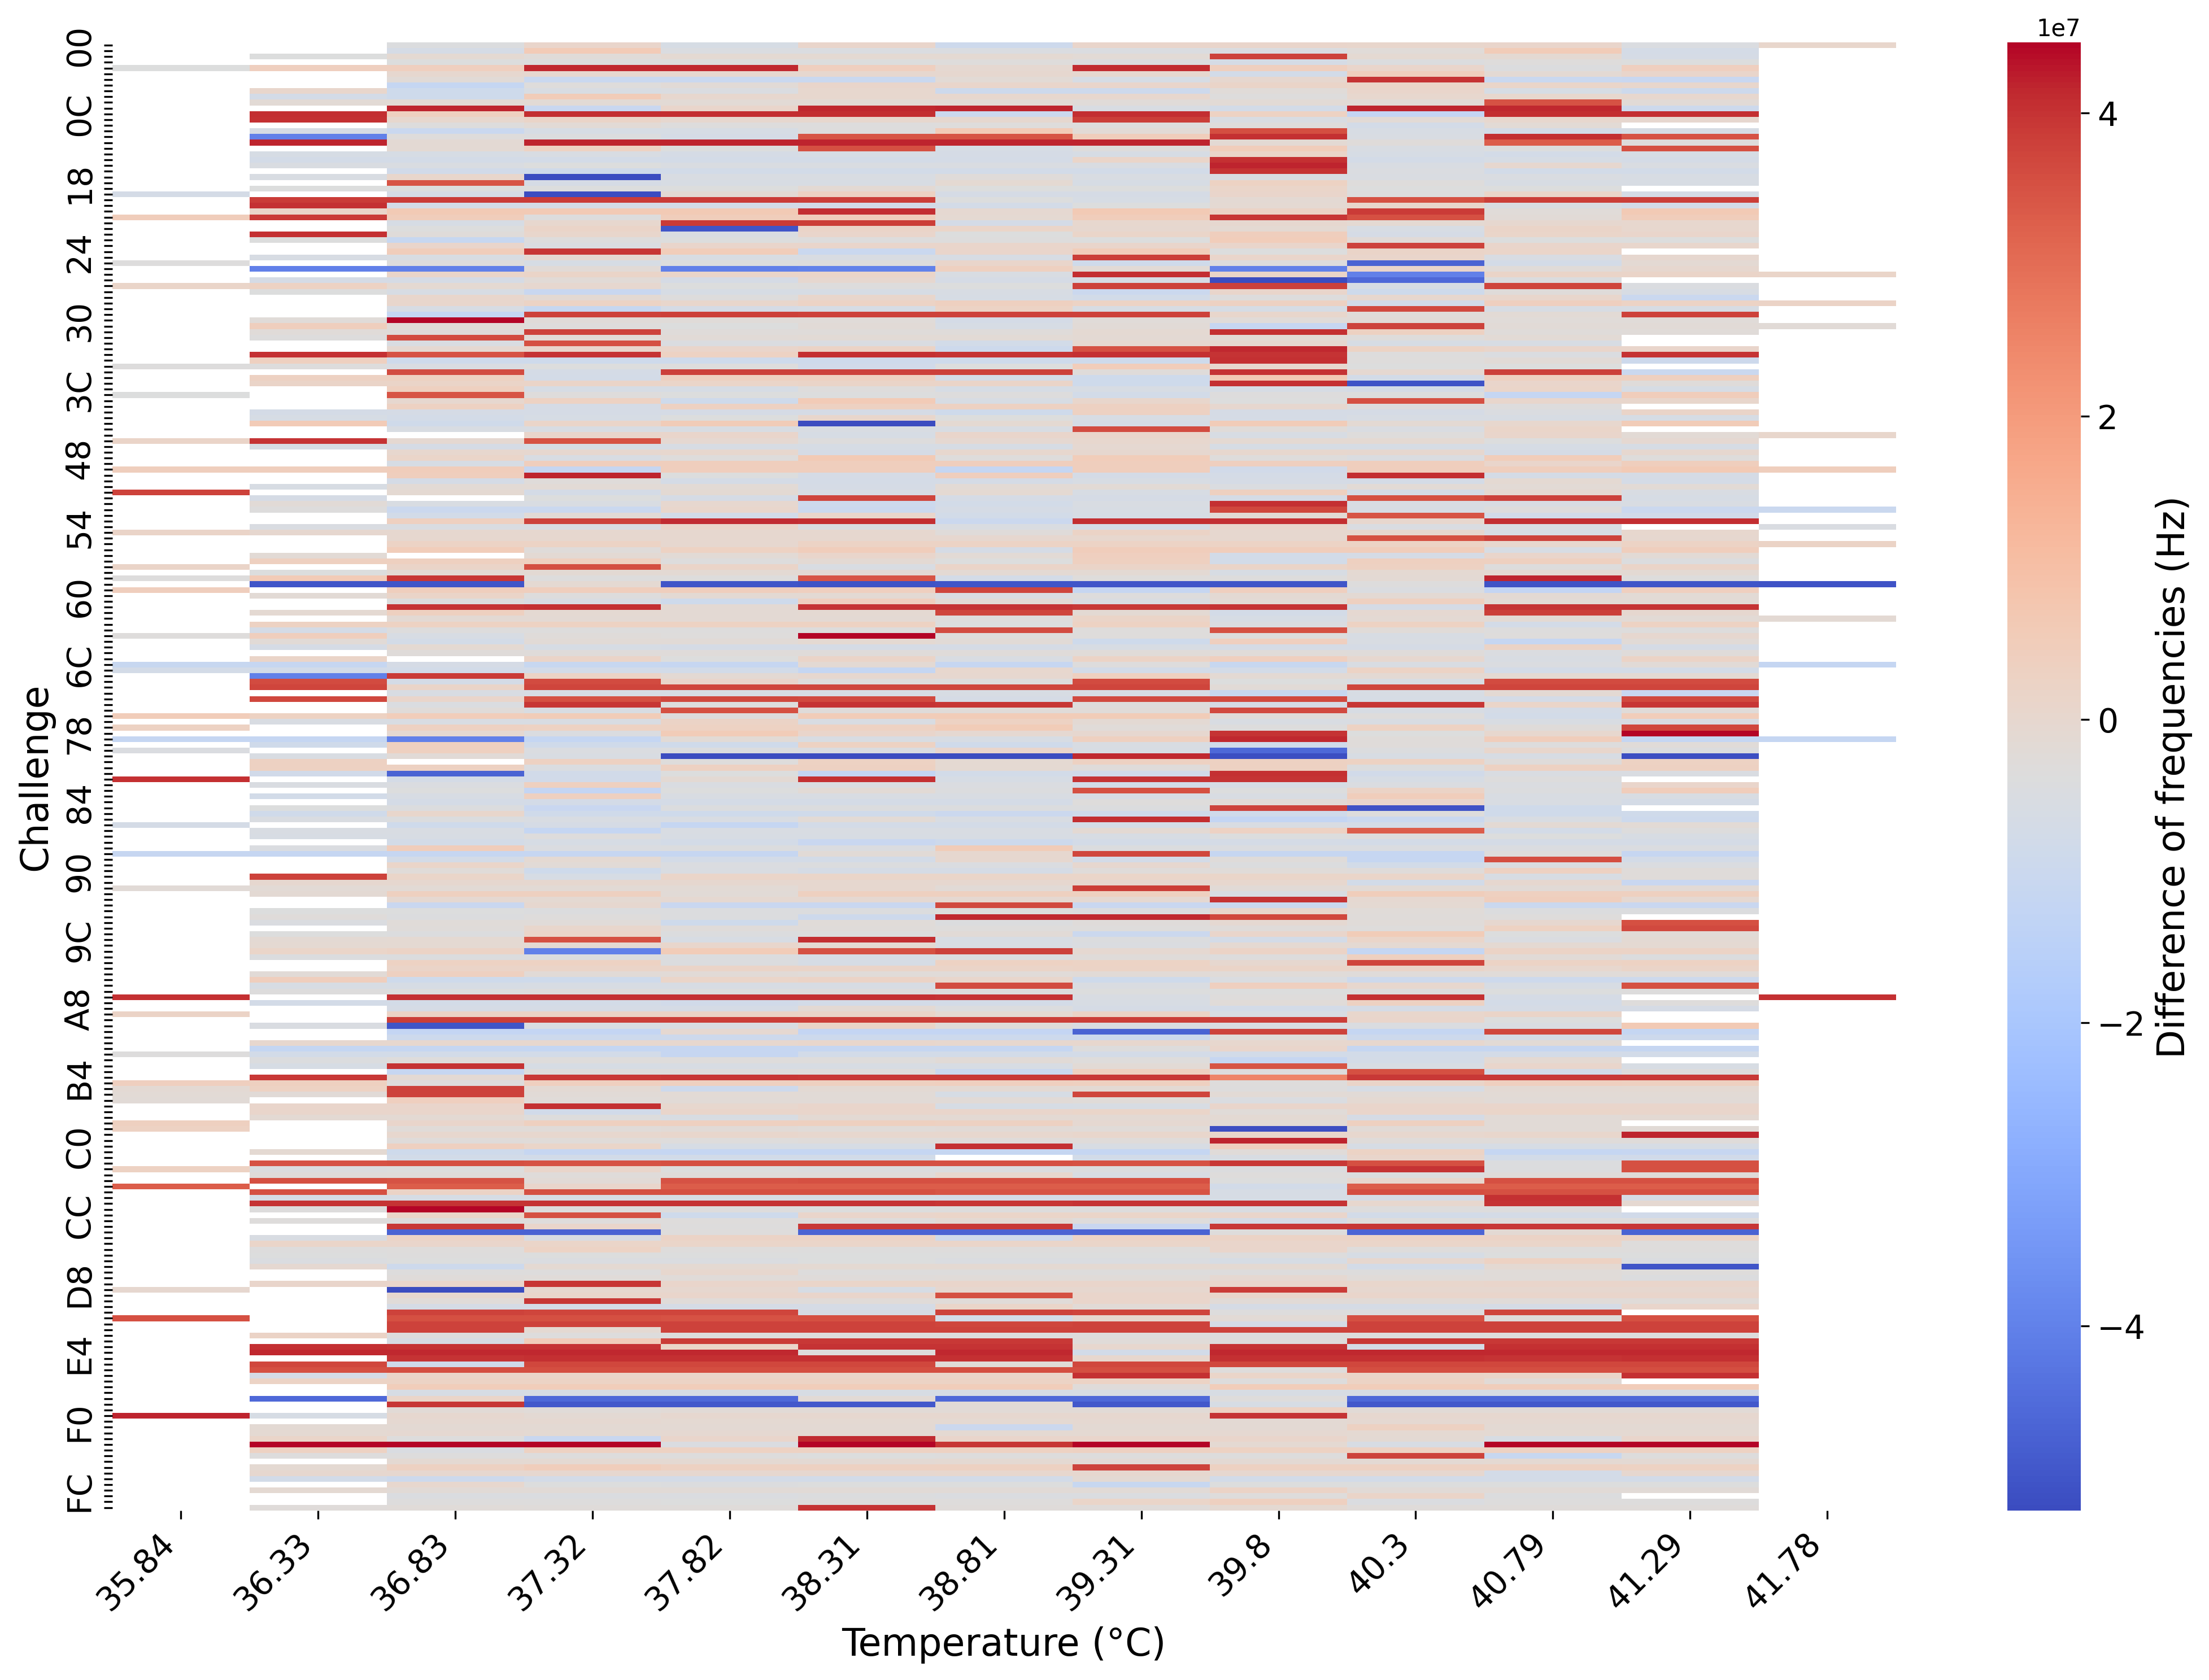 1e7
00
0C
18
24
30
3C
48
54
60
6C
78
84
90
9C
A8
B4
C0
CC
D8
E4
F0
FC
Challenge
35.84
36.33
36.83
37.32
37.82
38.31
38.81
39.31
39.8
40.3
40.79
41.29
41.78
Temperature (°C)
4
2
0
−2
−4
Difference of frequencies (Hz)